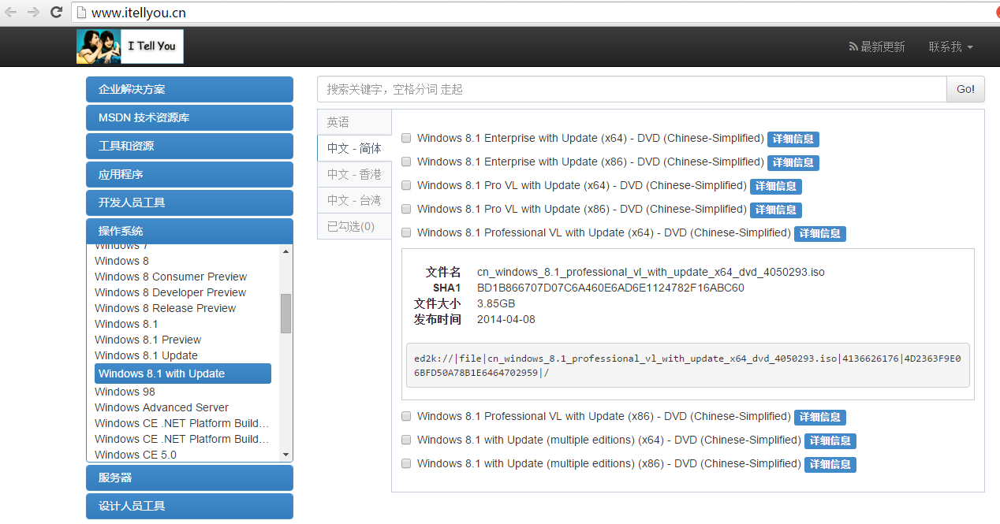 www.itellyou.cn
I Tell You
最新更新
联系我
企业解决方案
MSDN 技术资源库
工具和资源
应用程序
开发人员工具
操作系统
Windows 7
Windows 8
Windows 8 Consumer Preview
Windows 8 Developer Preview
Windows 8 Release Preview
Windows 8.1
Windows 8.1 Preview
Windows 8.1 Update
Windows 8.1 with Update
Windows 98
Windows Advanced Server
Windows CE .NET Platform Build…
Windows CE .NET Platform Build…
Windows CE 5.0
服务器
设计人员工具
搜索关键字，空格分词 走起
Go!
英语
中文 - 简体
中文 - 香港
中文 - 台湾
已勾选(0)
Windows 8.1 Enterprise with Update (x64) - DVD (Chinese-Simplified) 详细信息
Windows 8.1 Enterprise with Update (x86) - DVD (Chinese-Simplified) 详细信息
Windows 8.1 Pro VL with Update (x64) - DVD (Chinese-Simplified) 详细信息
Windows 8.1 Pro VL with Update (x86) - DVD (Chinese-Simplified) 详细信息
Windows 8.1 Professional VL with Update (x64) - DVD (Chinese-Simplified) 详细信息
文件名 cn_windows_8.1_professional_vl_with_update_x64_dvd_4050293.iso
SHA1 BD1B866707D07C6A460E6AD6E1124782F16ABC60
文件大小 3.85GB
发布时间 2014-04-08
ed2k://|file|cn_windows_8.1_professional_vl_with_update_x64_dvd_4050293.iso|4136626176|4D2363F9E0
6BFD50A78B1E6464702959|/
Windows 8.1 Professional VL with Update (x86) - DVD (Chinese-Simplified) 详细信息
Windows 8.1 with Update (multiple editions) (x64) - DVD (Chinese-Simplified) 详细信息
Windows 8.1 with Update (multiple editions) (x86) - DVD (Chinese-Simplified) 详细信息